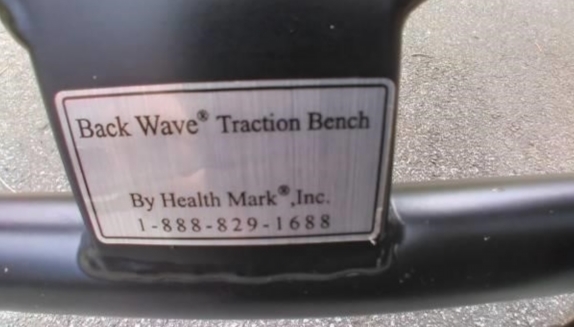 Back Wave® Traction Bench
By Health Mark®,Inc.
1-888-829-1688